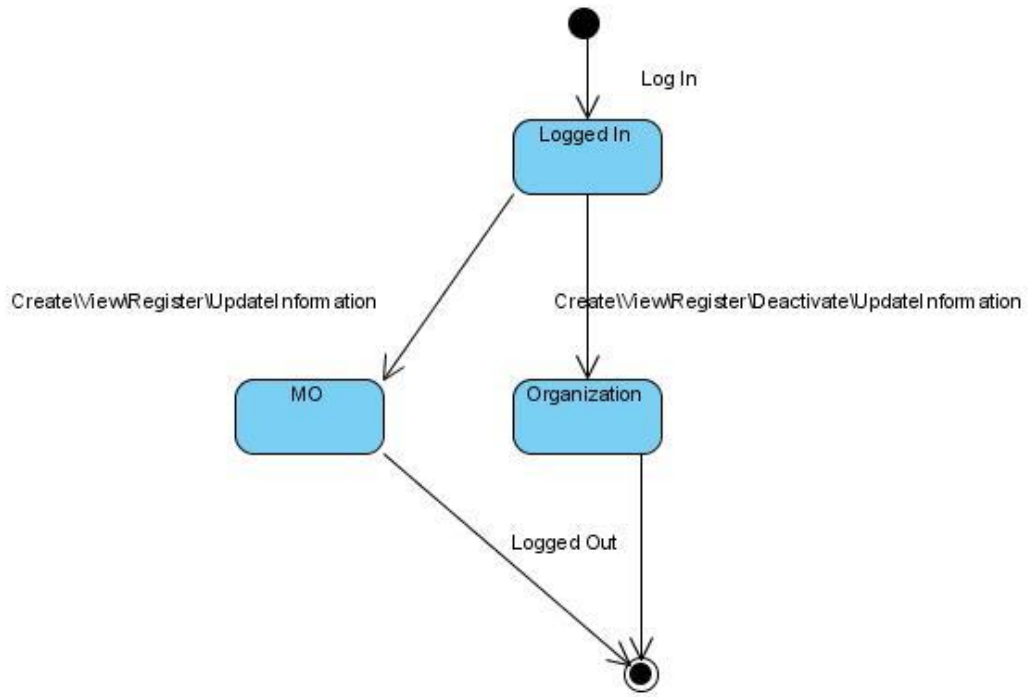 Log In
Logged In
Create\View\Register\UpdateInformation
Create\View\Register\Deactivate\UpdateInformation
MO
Organization
Logged Out